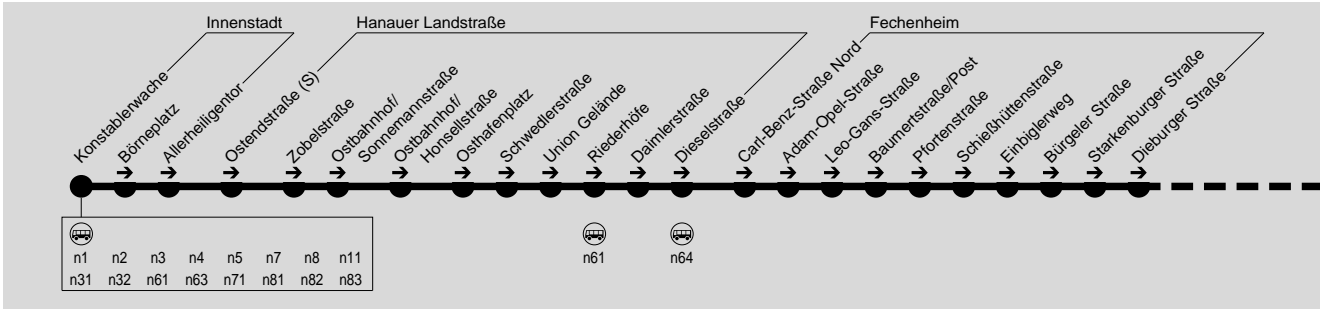 Innenstadt
Hanauer Landstraße
Fechenheim
Konstablerwache
Börneplatz
Allerheiligentor
Ostendstraße (S)
Zobelstraße
Ostbahnhof/
Sonnemannstraße
Ostbahnhof/
Honsellstraße
Osthafenplatz
Schwedlerstraße
Union Gelände
Riederhöfe
Daimlerstraße
Dieselstraße
Carl-Benz-Straße Nord
Adam-Opel-Straße
Leo-Gans-Straße
Baumertstraße/Post
Pfortenstraße
Schießhüttenstraße
Einbiglerweg
Bürgeler Straße
Starkenburger Straße
Dieburger Straße
n1 n2 n3 n4 n5 n7 n8 n11
n31 n32 n61 n63 n71 n81 n82 n83
n61
n64